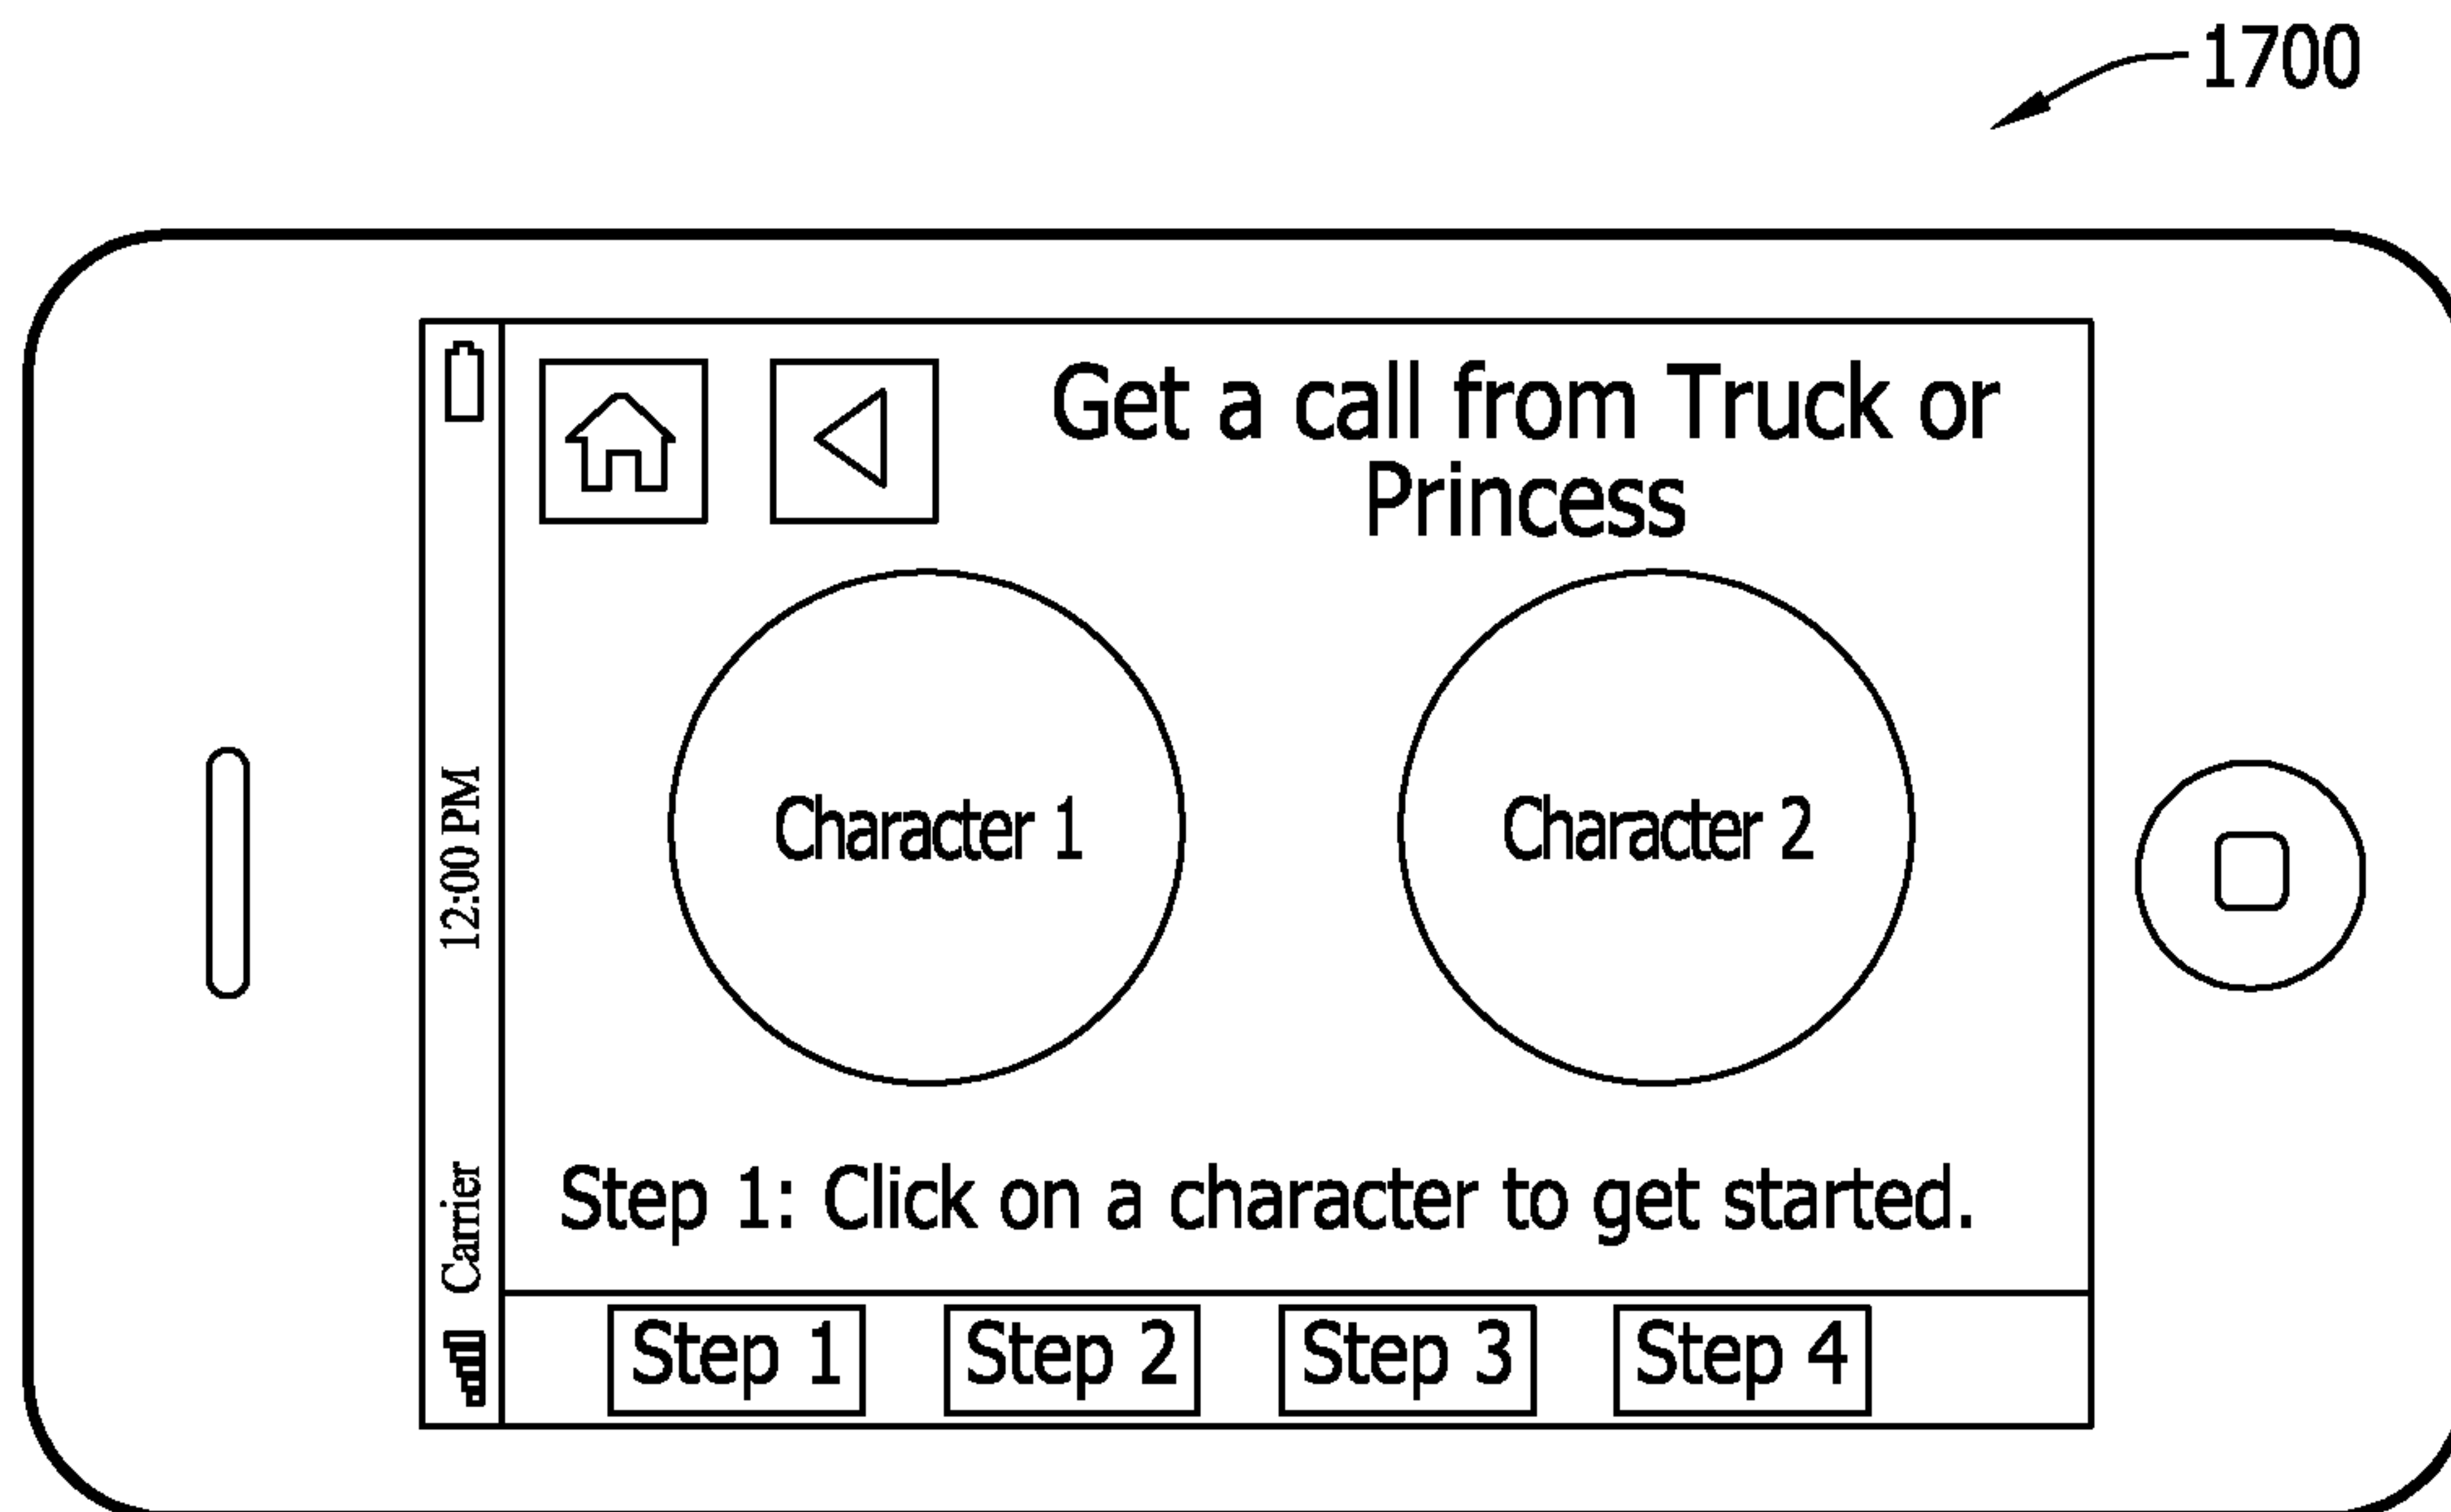 1700
Get a call from Truck or
Princess
12:00 PM
Carrier
Character 1
Character 2
Step 1: Click on a character to get started.
Step 1
Step 2
Step 3
Step 4